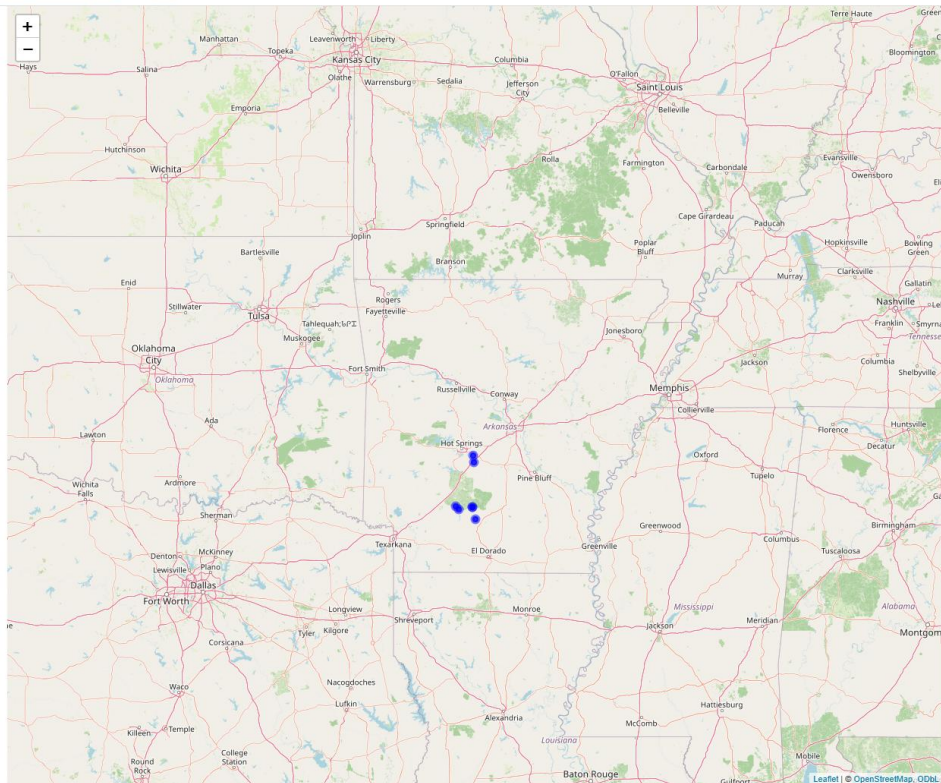 +
−
Manhattan
Leavenworth
Liberty
Terre Haute
Hays
Salina
Topeka
Kansas City
Columbia
O'Fallon
Bloomington
Olathe
Warrensburg
Sedalia
Jefferson
City
Saint Louis
Belleville
Emporia
Hutchinson
Rolla
Farmington
Carbondale
Evansville
Wichita
Owensboro
Cape Girardeau
Paducah
Springfield
Joplin
Poplar
Bluff
Hopkinsville
Bowling
Green
Bartlesville
Branson
Murray
Clarksville
Enid
Rogers
Gallatin
Stillwater
Nashville
Tulsa
Fayetteville
Tahlequah;ᏓᎵᏆ
Jonesboro
Franklin
Smyrna
Tennessee
Muskogee
Oklahoma
City
Oklahoma
Fort Smith
Jackson
Columbia
Shelbyville
Russellville
Conway
Memphis
Collierville
Ada
Arkansas
Florence
Huntsville
Lawton
Hot Springs
Decatur
Oxford
Pine Bluff
Tupelo
Wichita
Falls
Ardmore
Sherman
Greenwood
Columbus
Birmingham
Texarkana
Denton
McKinney
El Dorado
Greenville
Tuscaloosa
Lewisville
Plano
Dallas
Fort Worth
Longview
Monroe
Mississippi
Alabama
Tyler
Kilgore
Shreveport
Jackson
Meridian
Montgom
Corsicana
Waco
Nacogdoches
Lufkin
Hattiesburg
Alexandria
McComb
Killeen
Temple
Louisiana
College
Station
Round
Rock
Mobile
Baton Rouge
Gulfport
Leaflet | © OpenStreetMap, ODbL